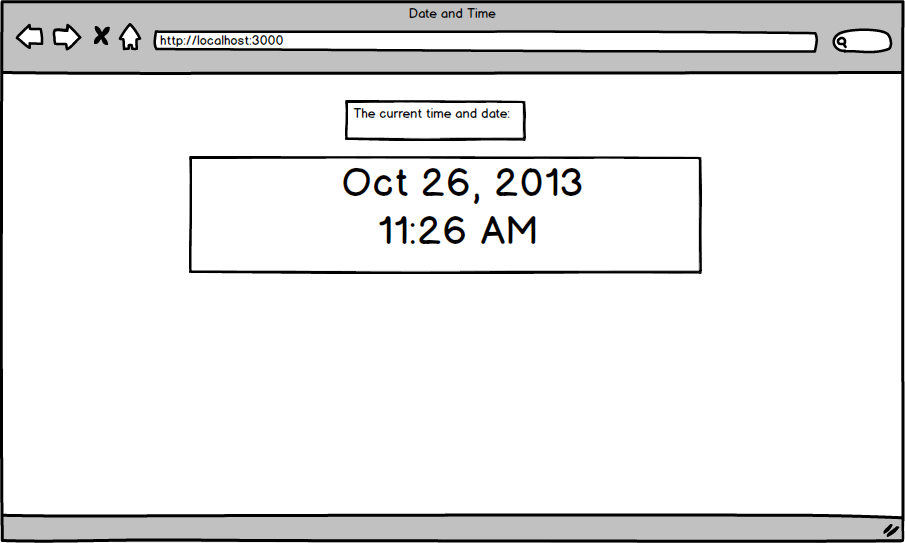 Date and Time
http://localhost:3000
The current time and date:
Oct 26, 2013
11:26 AM